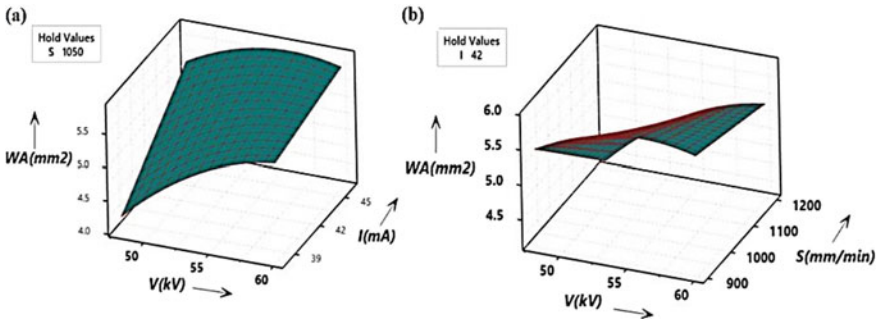 (a)
Hold Values
S 1050
WA(mm2)
5.5
5.0
4.5
4.0
50
55
60
V(kV)
39
42
45
I(mA)
(b)
Hold Values
I 42
WA(mm2)
6.0
5.5
5.0
4.5
50
55
60
V(kV)
900
1000
1100
1200
S(mm/min)